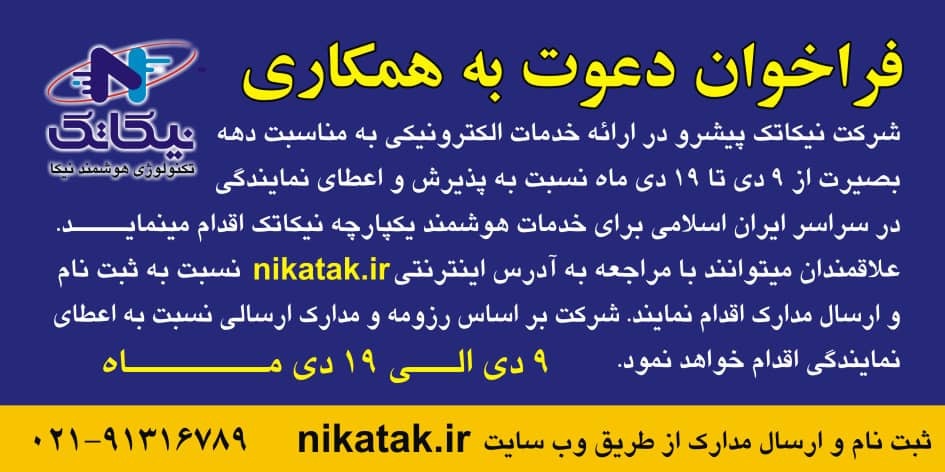 فراخوان دعوت به همکاری
نیکاتک
تکنولوژی هوشمند نیکا
شرکت نیکاتک پیشرو در ارائه خدمات الکترونیکی به مناسبت دهه
بصیرت از ۹ دی تا ۱۹ دی ماه نسبت به پذیرش و اعطای نمایندگی
در سراسر ایران اسلامی برای خدمات هوشمند یکپارچه نیکاتک اقدام مینمایـــــد.
علاقمندان میتوانند با مراجعه به آدرس اینترنتی nikatak.ir نسبت به ثبت نام
و ارسال مدارک اقدام نمایند. شرکت بر اساس رزومه و مدارک ارسالی نسبت به اعطای
نمایندگی اقدام خواهد نمود. ۹ دی الـــی ۱۹ دی مـــــــــاه
ثبت نام و ارسال مدارک از طریق وب سایت nikatak.ir ۰۲۱-۹۱۳۱۶۷۸۹